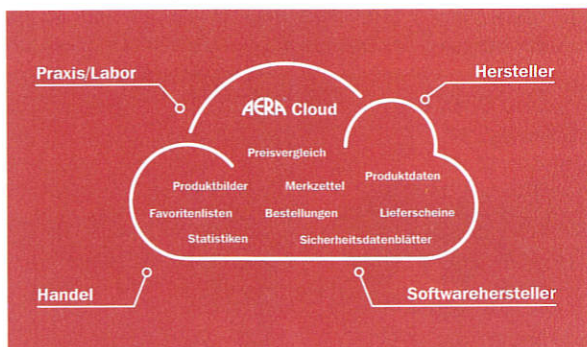 Praxis/Labor
Hersteller
AERA Cloud
Preisvergleich
Produktbilder
Merkzettel
Produktdaten
Favoritenlisten
Bestellungen
Lieferscheine
Statistiken
Sicherheitsdatenblätter
Handel
Softwarehersteller